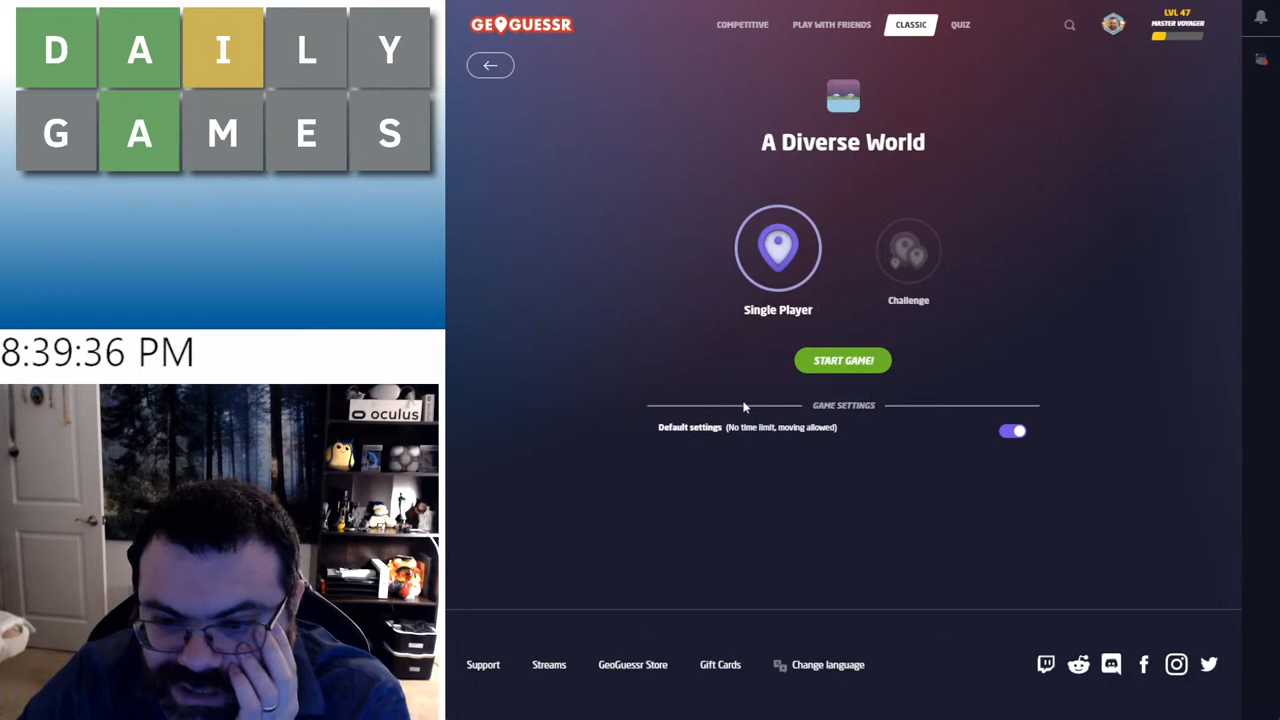 DAILY
GAMES
8:39:36 PM
oculus
GEOGUESSR
COMPETITIVE
PLAY WITH FRIENDS
CLASSIC
QUIZ
LVL 47
MASTER VOYAGER
A Diverse World
Single Player
Challenge
START GAME!
GAME SETTINGS
Default settings (No time limit, moving allowed)
Support
Streams
GeoGuessr Store
Gift Cards
Change language